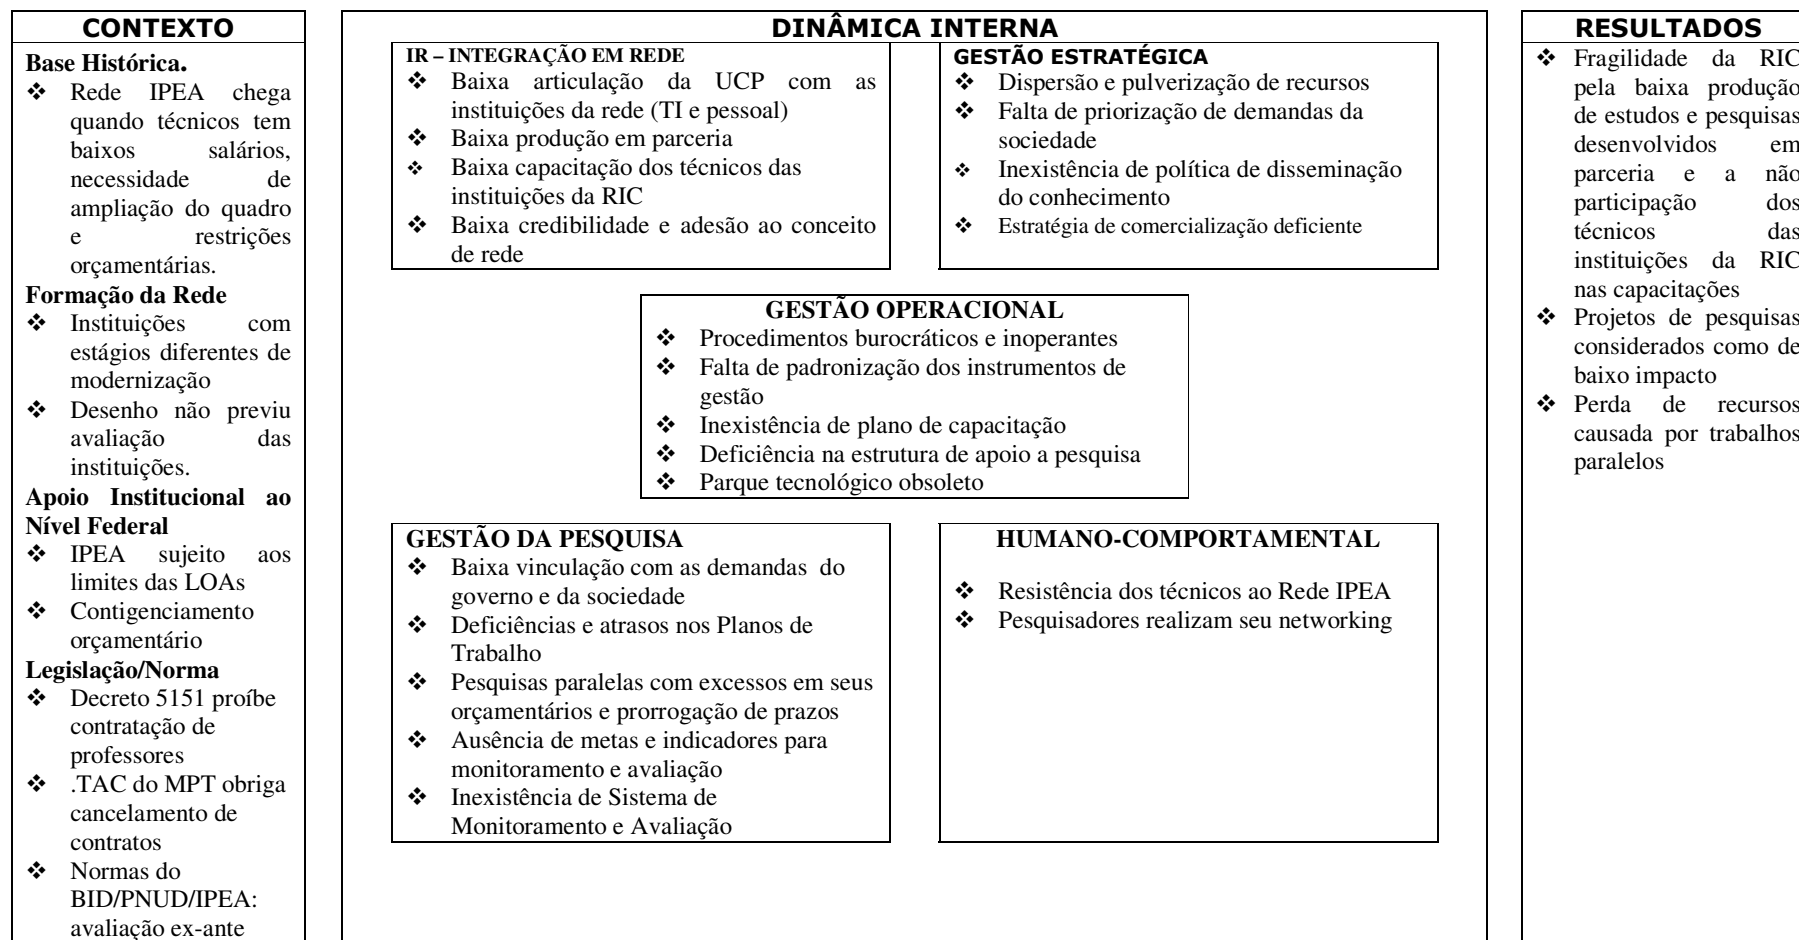 CONTEXTO
Base Histórica.
❖ Rede IPEA chega
quando técnicos tem
baixos salários,
necessidade de
ampliação do quadro
e restrições
orçamentárias.
Formação da Rede
❖ Instituições com
estágios diferentes de
modernização
❖ Desenho não previu
avaliação das
instituições.
Apoio Institucional ao
Nível Federal
❖ IPEA sujeito aos
limites das LOAs
❖ Contigenciamento
orçamentário
Legislação/Norma
❖ Decreto 5151 proíbe
contratação de
professores
❖ .TAC do MPT obriga
cancelamento de
contratos
❖ Normas do
BID/PNUD/IPEA:
avaliação ex-ante
DINÂMICA INTERNA
IR – INTEGRAÇÃO EM REDE
❖ Baixa articulação da UCP com as
instituições da rede (TI e pessoal)
❖ Baixa produção em parceria
❖ Baixa capacitação dos técnicos das
instituições da RIC
❖ Baixa credibilidade e adesão ao conceito
de rede
GESTÃO ESTRATÉGICA
❖ Dispersão e pulverização de recursos
❖ Falta de priorização de demandas da
sociedade
❖ Inexistência de política de disseminação
do conhecimento
❖ Estratégia de comercialização deficiente
GESTÃO OPERACIONAL
❖ Procedimentos burocráticos e inoperantes
❖ Falta de padronização dos instrumentos de
gestão
❖ Inexistência de plano de capacitação
❖ Deficiência na estrutura de apoio a pesquisa
❖ Parque tecnológico obsoleto
GESTÃO DA PESQUISA
❖ Baixa vinculação com as demandas do
governo e da sociedade
❖ Deficiências e atrasos nos Planos de
Trabalho
❖ Pesquisas paralelas com excessos em seus
orçamentários e prorrogação de prazos
❖ Ausência de metas e indicadores para
monitoramento e avaliação
❖ Inexistência de Sistema de
Monitoramento e Avaliação
HUMANO-COMPORTAMENTAL
❖ Resistência dos técnicos ao Rede IPEA
❖ Pesquisadores realizam seu networking
RESULTADOS
❖ Fragilidade da RIC
pela baixa produção
de estudos e pesquisas
desenvolvidos em
parceria e a não
participação dos
técnicos das
instituições da RIC
nas capacitações
❖ Projetos de pesquisas
considerados como de
baixo impacto
❖ Perda de recursos
causada por trabalhos
paralelos